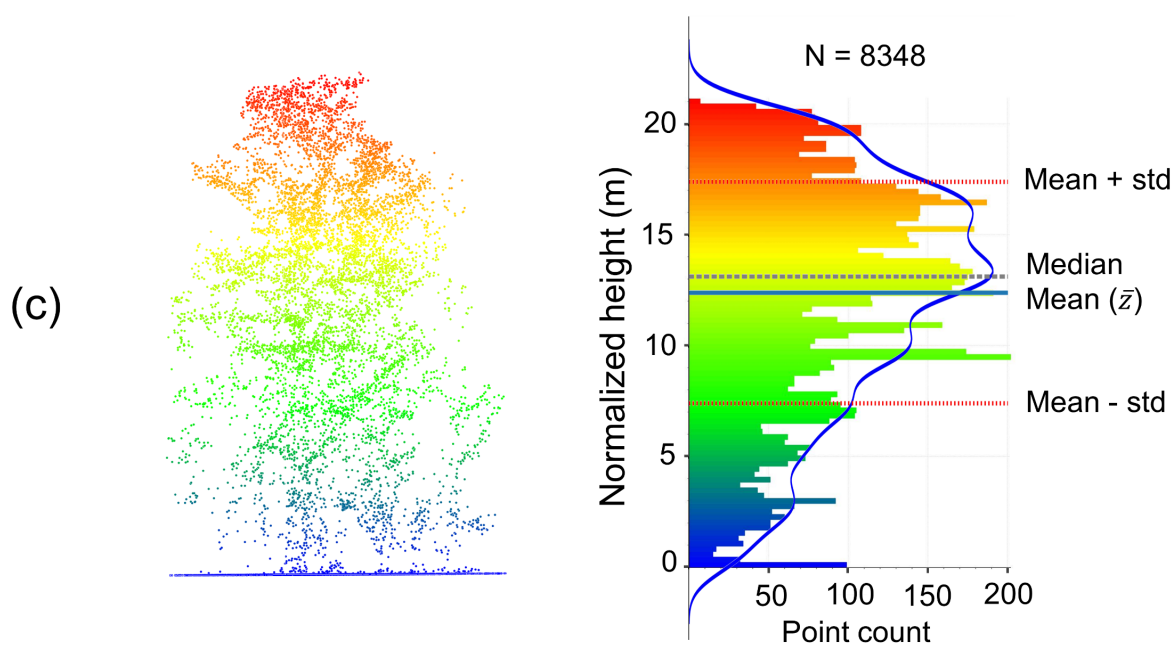 (c)
N = 8348
Normalized height (m)
20
15
10
5
0
50
100
150
200
Point count
Mean + std
Median
Mean (z̄)
Mean - std